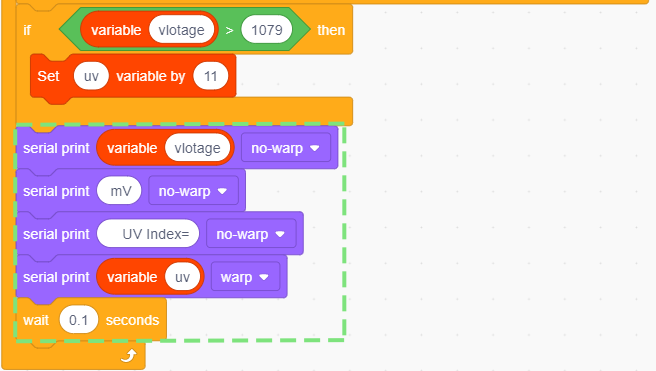 if variable vlotage > 1079 then
Set uv variable by 11
serial print variable vlotage no-warp
serial print mV no-warp
serial print UV Index= no-warp
serial print variable uv warp
wait 0.1 seconds